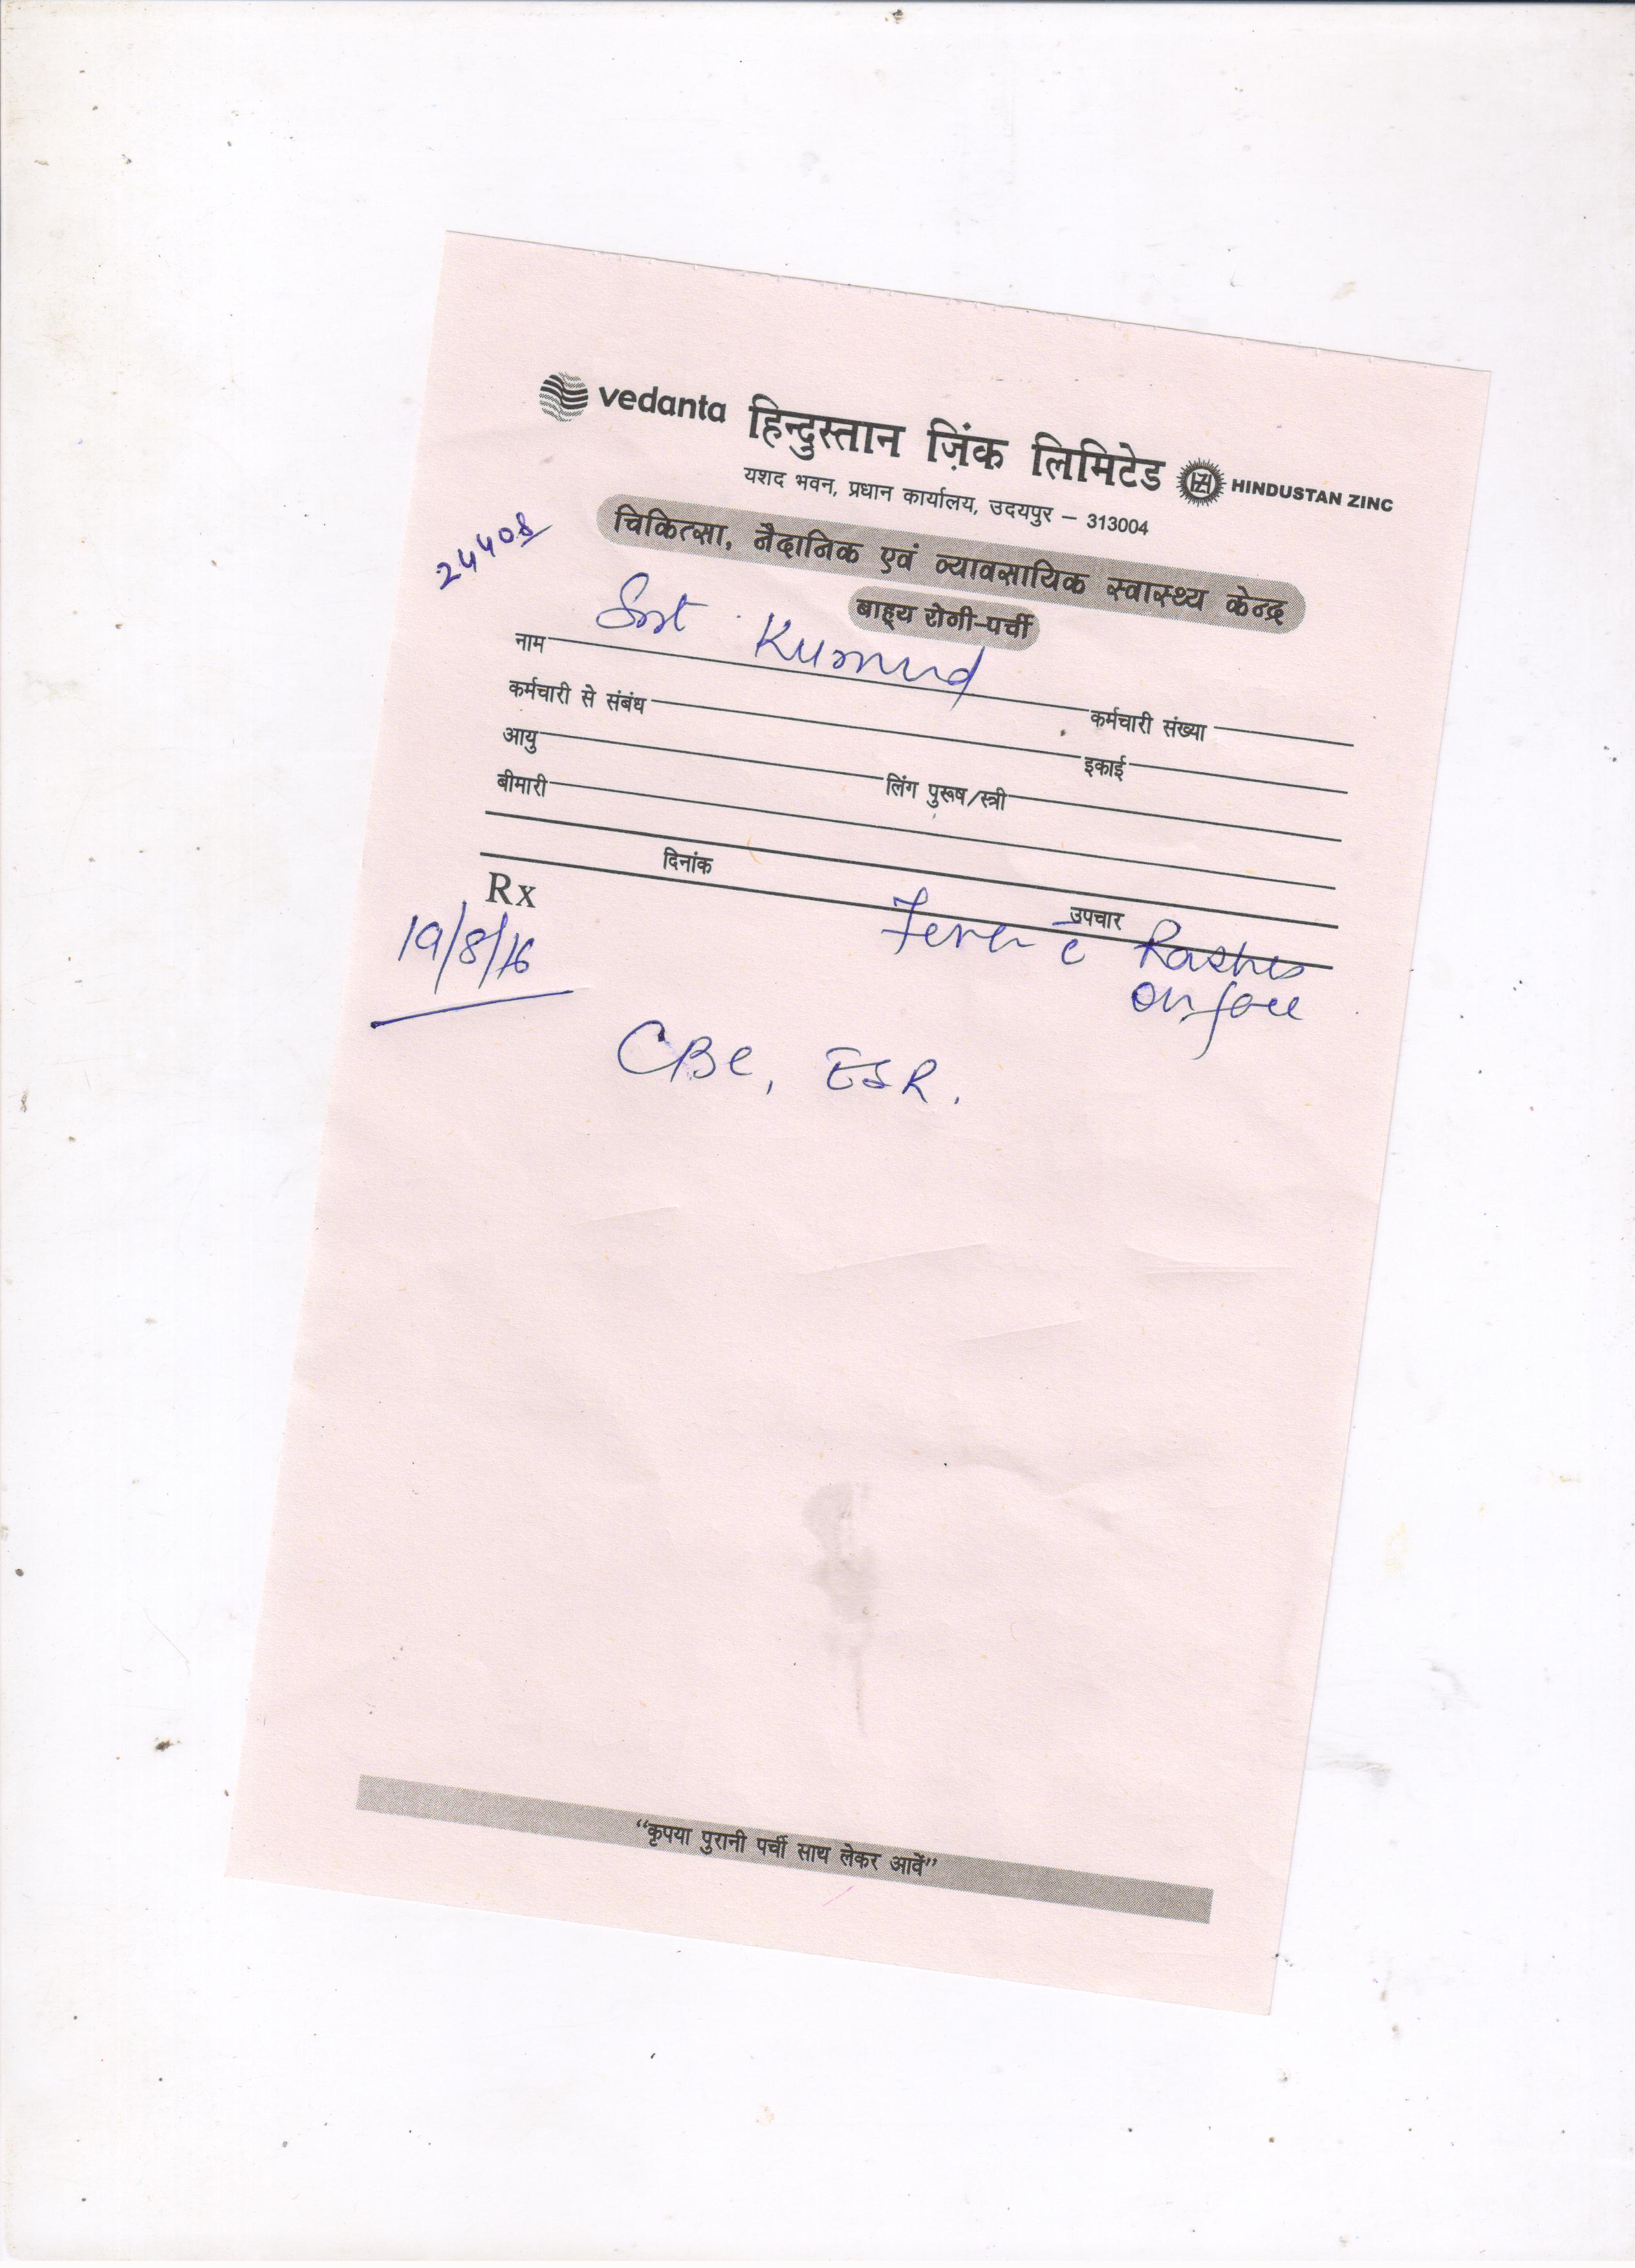 vedanta हिन्दुस्तान ज़िंक लिमिटेड HINDUSTAN ZINC
यशद भवन, प्रधान कार्यालय, उदयपुर – 313004
चिकित्सा, नैदानिक एवं व्यावसायिक स्वास्थ्य केन्द्र
24408
बाह्य रोगी-पर्ची
नाम Smt. Kumud कर्मचारी संख्या
कर्मचारी से संबंध इकाई
आयु लिंग पुरूष/स्त्री
बीमारी
दिनांक उपचार
Rx
19/8/16 Fever c̄ Rashes
on face
CBC, ESR.
“कृपया पुरानी पर्ची साथ लेकर आवें”